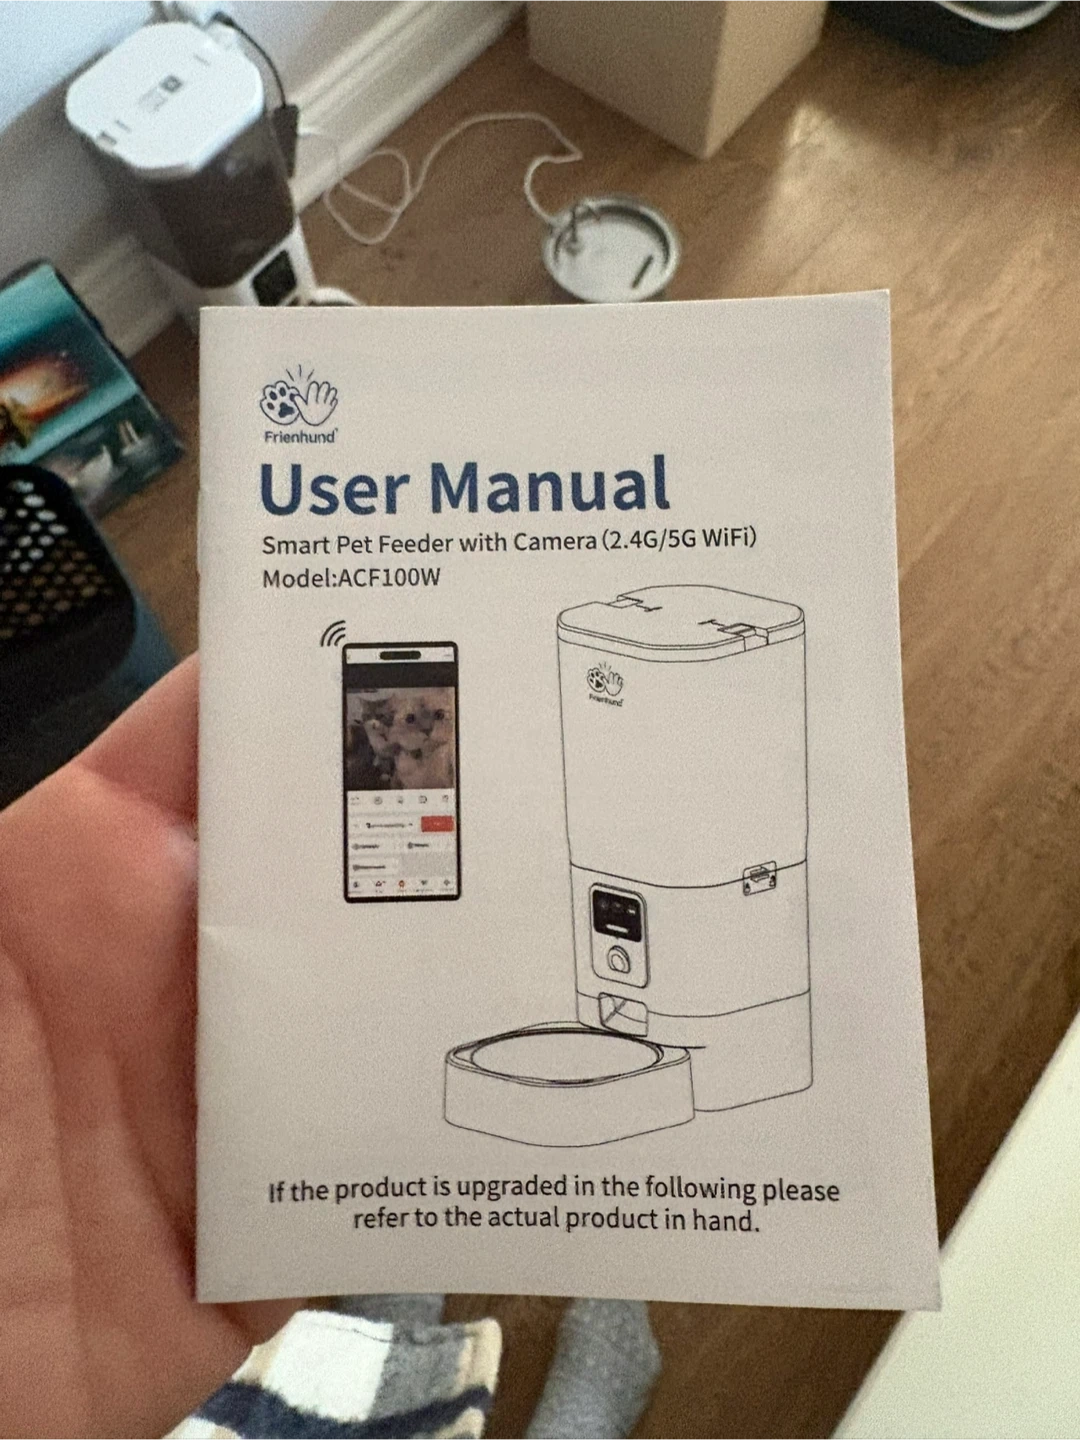 Frienhund
User Manual
Smart Pet Feeder with Camera (2.4G/5G WiFi)
Model:ACF100W
Frienhund
If the product is upgraded in the following please
refer to the actual product in hand.